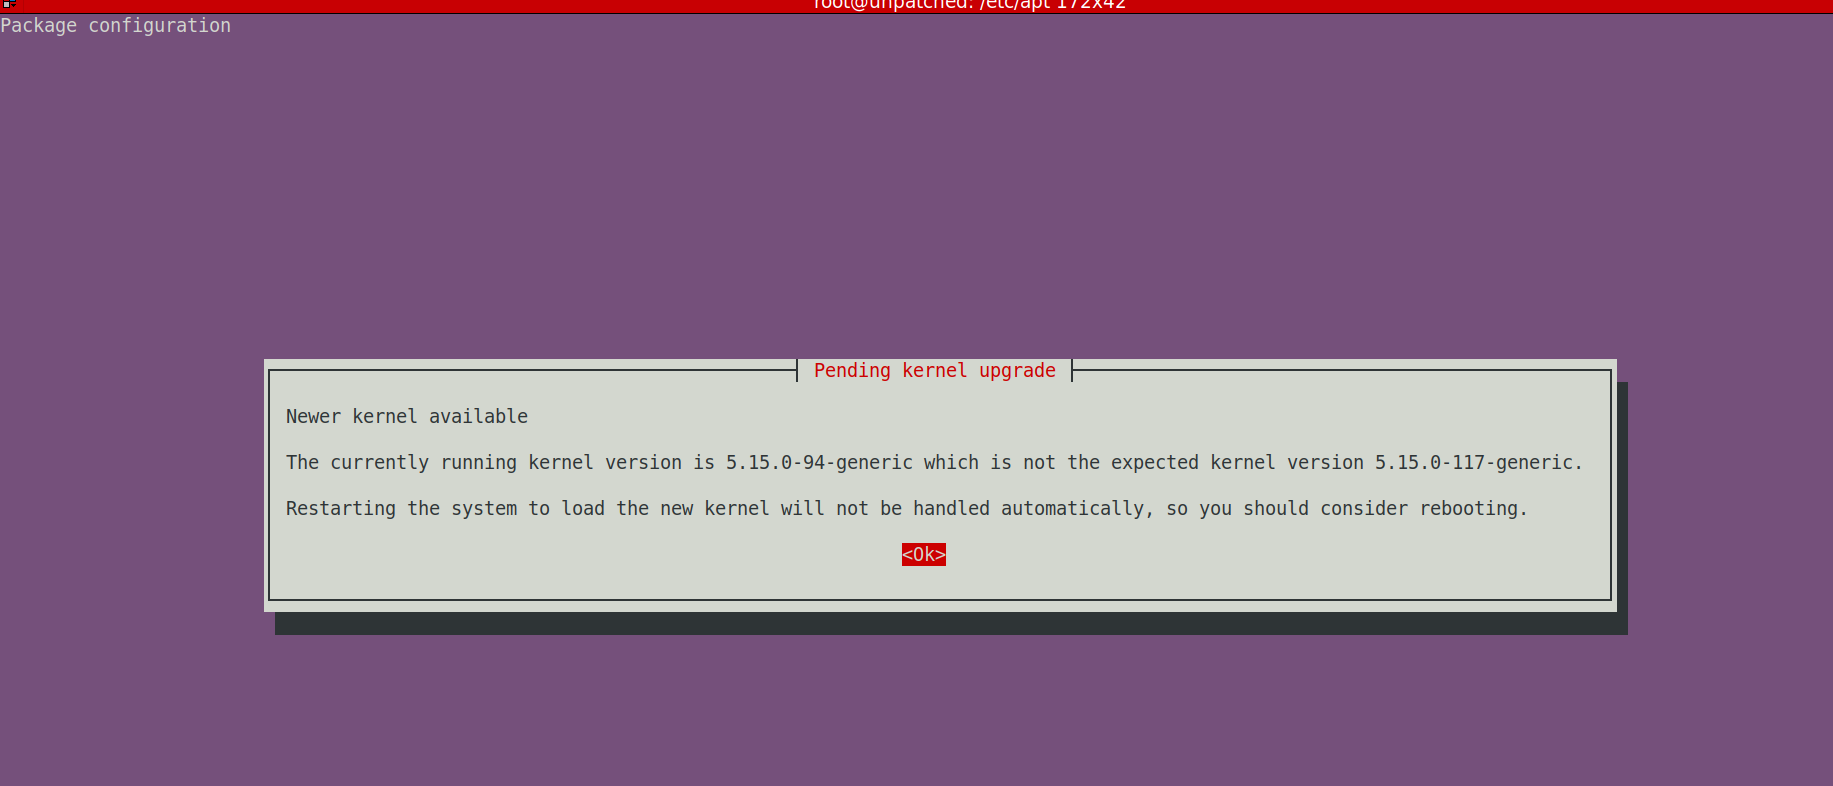 root@unpatched: /etc/apt 172x42
Package configuration
Pending kernel upgrade
Newer kernel available
The currently running kernel version is 5.15.0-94-generic which is not the expected kernel version 5.15.0-117-generic.
Restarting the system to load the new kernel will not be handled automatically, so you should consider rebooting.
<Ok>